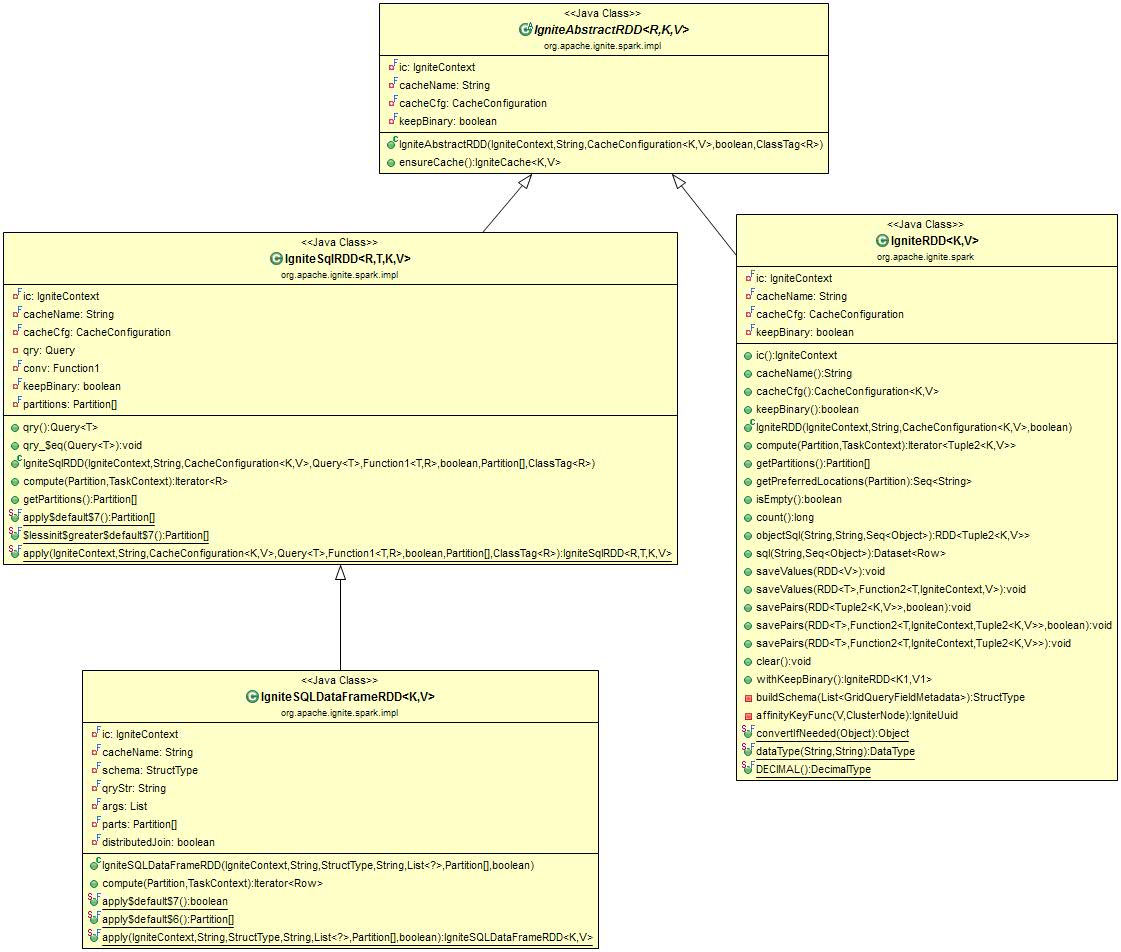 <<Java Class>>
IgniteAbstractRDD<R,K,V>
org.apache.ignite.spark.impl
ic: IgniteContext
cacheName: String
cacheCfg: CacheConfiguration
keepBinary: boolean
IgniteAbstractRDD(IgniteContext,String,CacheConfiguration<K,V>,boolean,ClassTag<R>)
ensureCache():IgniteCache<K,V>
<<Java Class>>
IgniteSqlRDD<R,T,K,V>
org.apache.ignite.spark.impl
ic: IgniteContext
cacheName: String
cacheCfg: CacheConfiguration
qry: Query
conv: Function1
keepBinary: boolean
partitions: Partition[]
qry():Query<T>
qry_$eq(Query<T>):void
IgniteSqlRDD(IgniteContext,String,CacheConfiguration<K,V>,Query<T>,Function1<T,R>,boolean,Partition[],ClassTag<R>)
compute(Partition,TaskContext):Iterator<R>
getPartitions():Partition[]
apply$default$7():Partition[]
$lessinit$greater$default$7():Partition[]
apply(IgniteContext,String,CacheConfiguration<K,V>,Query<T>,Function1<T,R>,boolean,Partition[],ClassTag<R>):IgniteSqlRDD<R,T,K,V>
<<Java Class>>
IgniteRDD<K,V>
org.apache.ignite.spark
ic: IgniteContext
cacheName: String
cacheCfg: CacheConfiguration
keepBinary: boolean
ic():IgniteContext
cacheName():String
cacheCfg():CacheConfiguration<K,V>
keepBinary():boolean
IgniteRDD(IgniteContext,String,CacheConfiguration<K,V>,boolean)
compute(Partition,TaskContext):Iterator<Tuple2<K,V>>
getPartitions():Partition[]
getPreferredLocations(Partition):Seq<String>
isEmpty():boolean
count():long
objectSql(String,String,Seq<Object>):RDD<Tuple2<K,V>>
sql(String,Seq<Object>):Dataset<Row>
saveValues(RDD<V>):void
saveValues(RDD<T>,Function2<T,IgniteContext,V>):void
savePairs(RDD<Tuple2<K,V>>,boolean):void
savePairs(RDD<T>,Function2<T,IgniteContext,Tuple2<K,V>>,boolean):void
savePairs(RDD<T>,Function2<T,IgniteContext,Tuple2<K,V>>):void
clear():void
withKeepBinary():IgniteRDD<K1,V1>
buildSchema(List<GridQueryFieldMetadata>):StructType
affinityKeyFunc(V,ClusterNode):IgniteUuid
convertIfNeeded(Object):Object
dataType(String,String):DataType
DECIMAL():DecimalType
<<Java Class>>
IgniteSQLDataFrameRDD<K,V>
org.apache.ignite.spark.impl
ic: IgniteContext
cacheName: String
schema: StructType
qryStr: String
args: List
parts: Partition[]
distributedJoin: boolean
IgniteSQLDataFrameRDD(IgniteContext,String,StructType,String,List<?>,Partition[],boolean)
compute(Partition,TaskContext):Iterator<Row>
apply$default$7():boolean
apply$default$6():Partition[]
apply(IgniteContext,String,StructType,String,List<?>,Partition[],boolean):IgniteSQLDataFrameRDD<K,V>